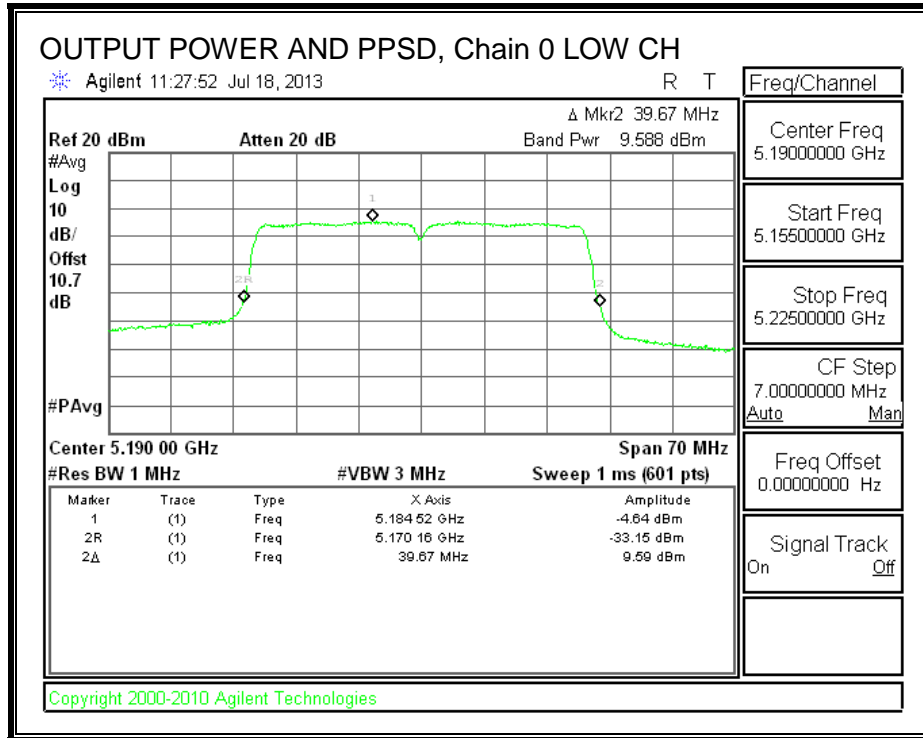 OUTPUT POWER AND PPSD, Chain 0 LOW CH
Agilent 11:27:52 Jul 18, 2013 R T
Δ Mkr2 39.67 MHz
Ref 20 dBm Atten 20 dB Band Pwr 9.588 dBm
#Avg
Log
10
dB/
Offst
10.7
dB
#PAvg
1
2R
2
Center 5.190 00 GHz Span 70 MHz
#Res BW 1 MHz #VBW 3 MHz Sweep 1 ms (601 pts)
Marker Trace Type X Axis Amplitude
1 (1) Freq 5.184 52 GHz -4.64 dBm
2R (1) Freq 5.170 16 GHz -33.15 dBm
2Δ (1) Freq 39.67 MHz 9.59 dBm
Freq/Channel
Center Freq
5.19000000 GHz
Start Freq
5.15500000 GHz
Stop Freq
5.22500000 GHz
CF Step
7.00000000 MHz
Auto Man
Freq Offset
0.00000000 Hz
Signal Track
On Off
Copyright 2000-2010 Agilent Technologies